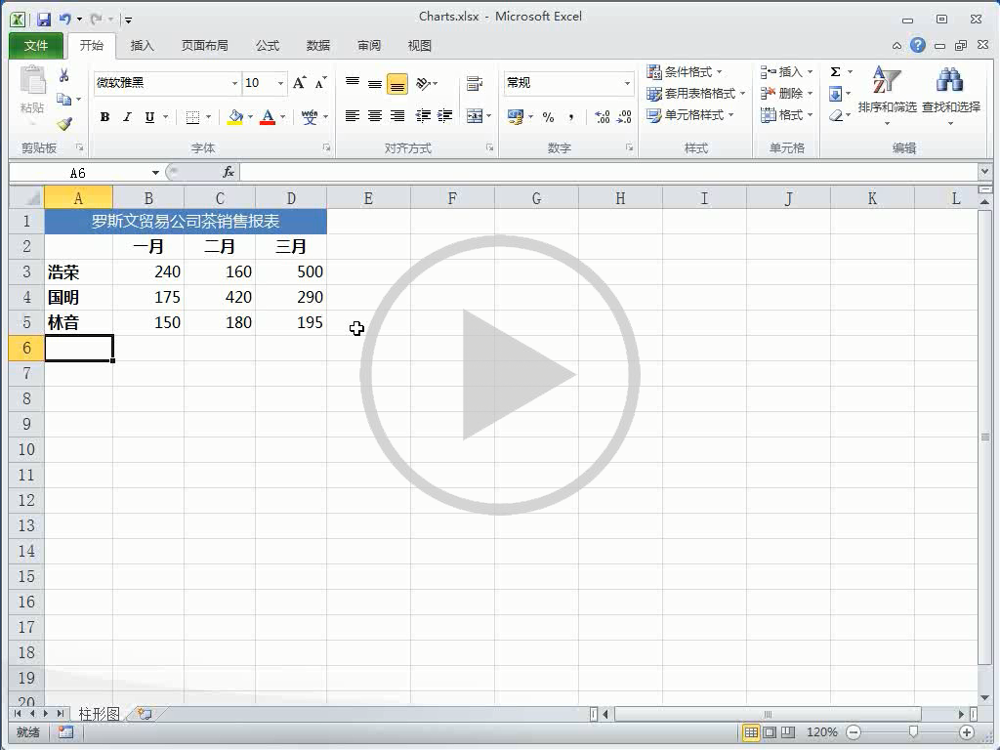 Charts.xlsx - Microsoft Excel
文件 开始 插入 页面布局 公式 数据 审阅 视图
微软雅黑 10 常规 条件格式 插入 Σ
粘贴 套用表格格式 删除 排序和筛选 查找和选择
B I U A wén 文 % , 单元格样式 格式
剪贴板 字体 对齐方式 数字 样式 单元格 编辑
A6 fx
A B C D E F G H I J K L
1 罗斯文贸易公司茶销售报表
2 一月 二月 三月
3 浩荣 240 160 500
4 国明 175 420 290
5 林音 150 180 195
6
7
8
9
10
11
12
13
14
15
16
17
18
19
20
柱形图
就绪 120%